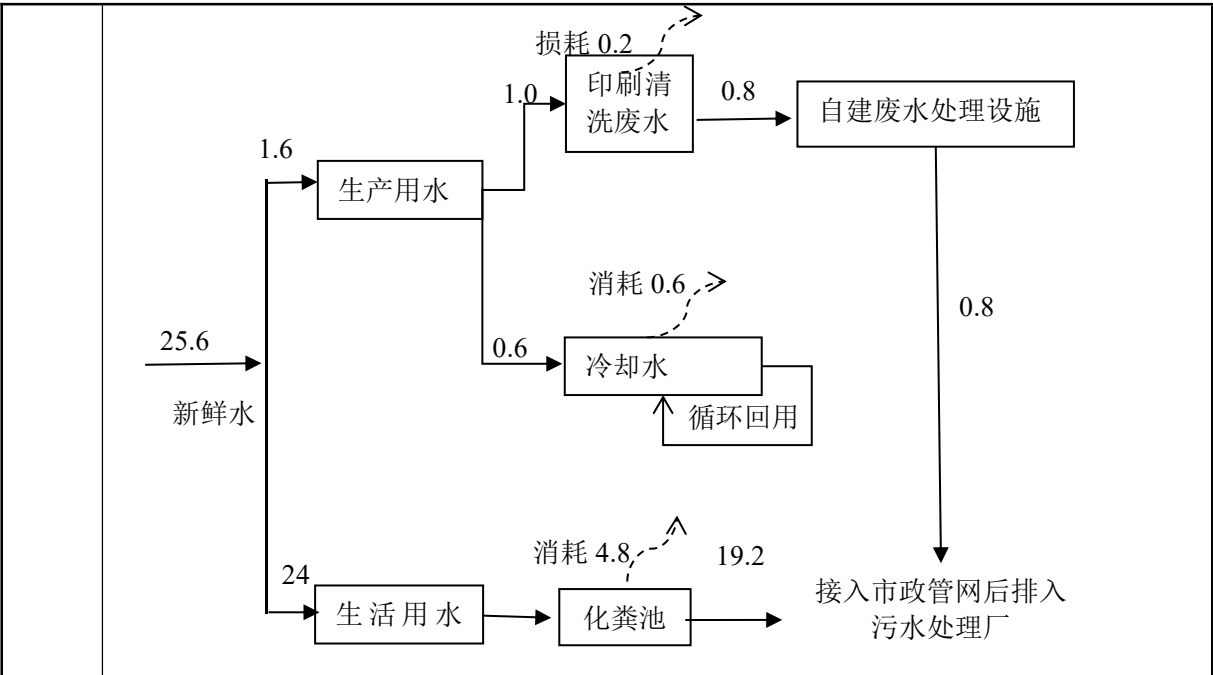 损耗 0.2
印刷清
洗废水
1.0
0.8
自建废水处理设施
1.6
生产用水
消耗 0.6
0.8
25.6
0.6
冷却水
新鲜水
循环回用
消耗 4.8
19.2
24
生活用水
化粪池
接入市政管网后排入
污水处理厂